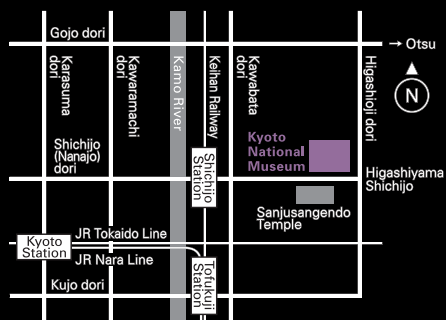 Gojo dori
→ Otsu
Karasuma
dori
Kawaramachi
dori
Kamo River
Keihan Railway
Kawabata
dori
Higashioji dori
N
Shichijo
(Nanajo)
dori
Shichijo
Station
Kyoto
National
Museum
Higashiyama
Shichijo
Sanjusangendo
Temple
JR Tokaido Line
Kyoto
Station
JR Nara Line
Tofukuji
Station
Kujo dori